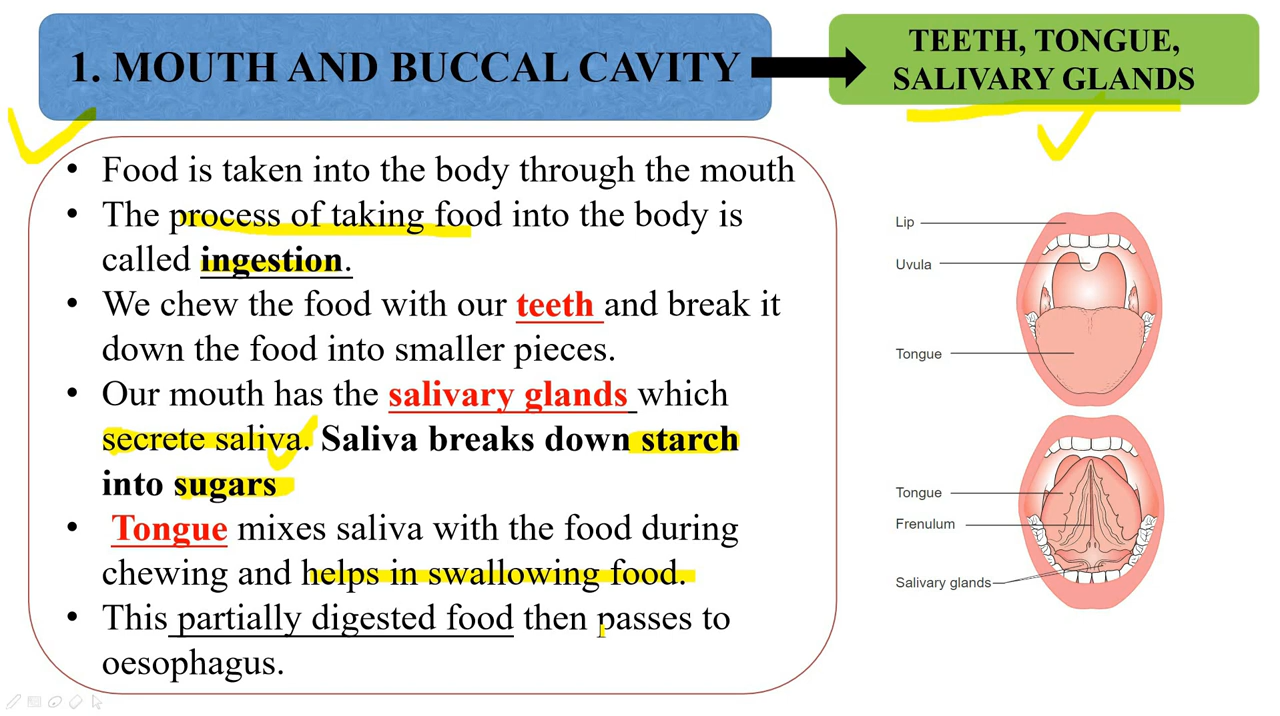 1. MOUTH AND BUCCAL CAVITY
TEETH, TONGUE,
SALIVARY GLANDS
• Food is taken into the body through the mouth
• The process of taking food into the body is
called ingestion.
• We chew the food with our teeth and break it
down the food into smaller pieces.
• Our mouth has the salivary glands which
secrete saliva. Saliva breaks down starch
into sugars
• Tongue mixes saliva with the food during
chewing and helps in swallowing food.
• This partially digested food then passes to
oesophagus.
Lip
Uvula
Tongue
Tongue
Frenulum
Salivary glands